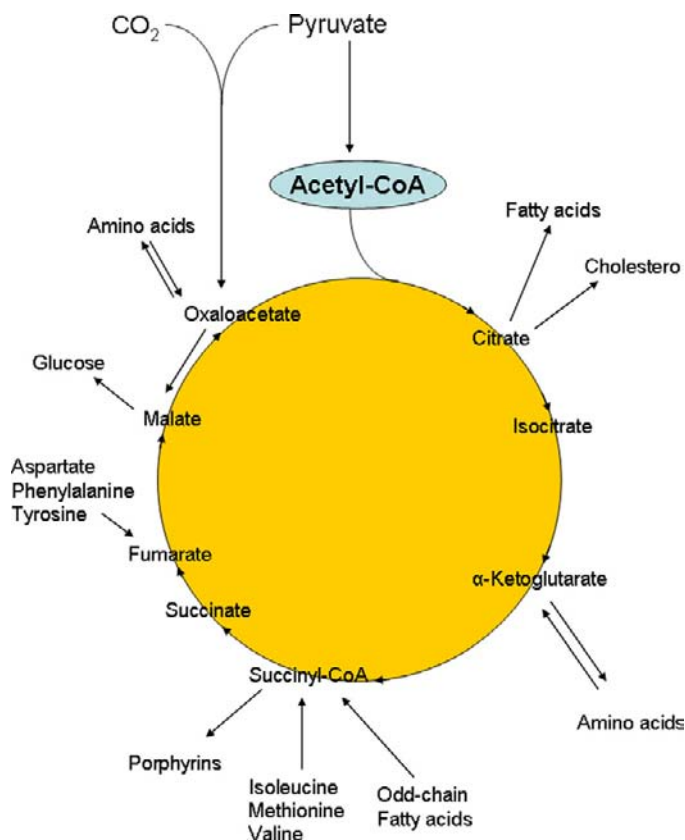 CO2
Pyruvate
Acetyl-CoA
Fatty acids
Amino acids
Cholestero
Oxaloacetate
Citrate
Glucose
Malate
Isocitrate
Aspartate
Phenylalanine
Tyrosine
Fumarate
α-Ketoglutarate
Succinate
Succinyl-CoA
Amino acids
Porphyrins
Isoleucine
Methionine
Valine
Odd-chain
Fatty acids